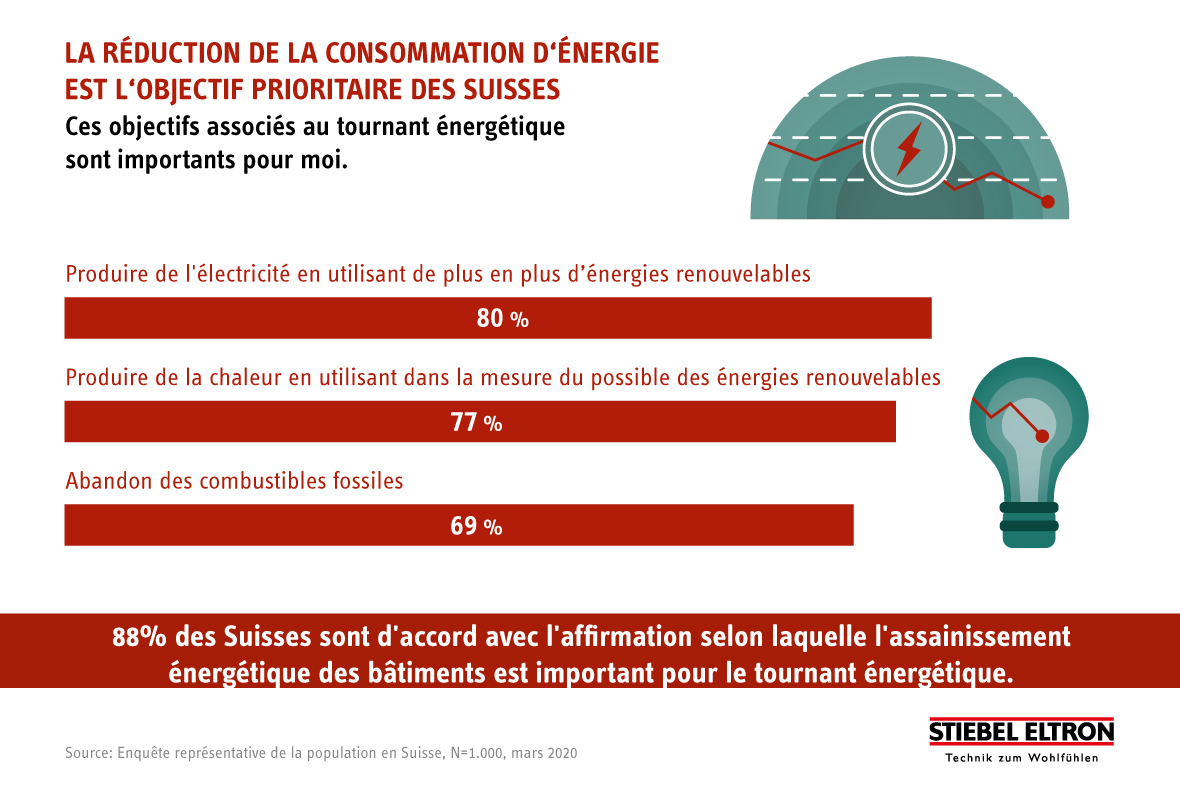 LA RÉDUCTION DE LA CONSOMMATION D‘ÉNERGIE
EST L‘OBJECTIF PRIORITAIRE DES SUISSES
Ces objectifs associés au tournant énergétique
sont importants pour moi.
Produire de l'électricité en utilisant de plus en plus d’énergies renouvelables
80 %
Produire de la chaleur en utilisant dans la mesure du possible des énergies renouvelables
77 %
Abandon des combustibles fossiles
69 %
88% des Suisses sont d'accord avec l'affirmation selon laquelle l'assainissement
énergétique des bâtiments est important pour le tournant énergétique.
STIEBEL ELTRON
Technik zum Wohlfühlen
Source: Enquête représentative de la population en Suisse, N=1.000, mars 2020